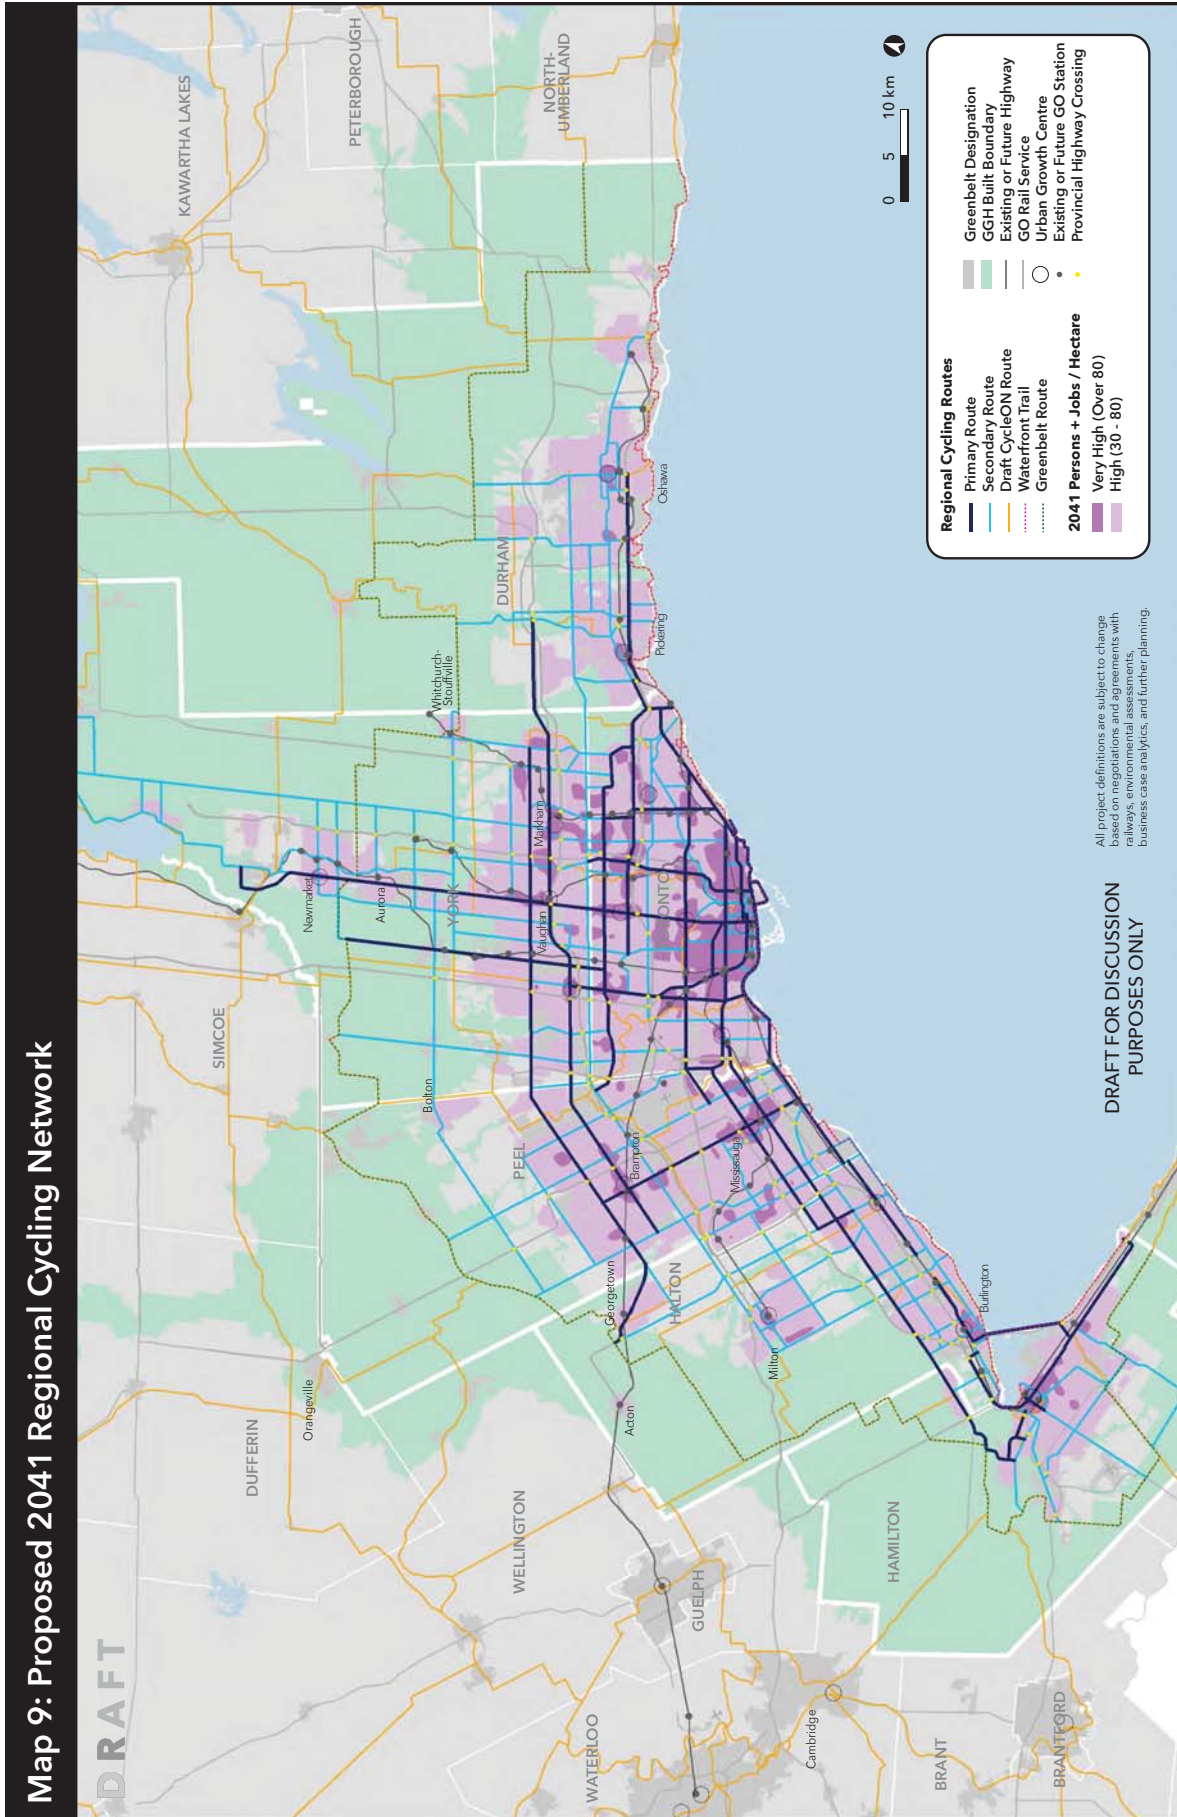 Map 9: Proposed 2041 Regional Cycling Network
DRAFT
KAWARTHA LAKES
PETERBOROUGH
NORTH-
UMBERLAND
SIMCOE
DURHAM
Whitchurch-
Stouffville
Newmarket
Aurora
YORK
Markham
Vaughan
Oshawa
Pickering
Bolton
PEEL
Brampton
Mississauga
Orangeville
DUFFERIN
Georgetown
HALTON
Acton
Milton
Burlington
WELLINGTON
GUELPH
HAMILTON
WATERLOO
Cambridge
BRANT
BRANTFORD
0 5 10 km
Regional Cycling Routes
Primary Route
Secondary Route
Draft CycleON Route
Waterfront Trail
Greenbelt Route
2041 Persons + Jobs / Hectare
Very High (Over 80)
High (30 - 80)
Greenbelt Designation
GGH Built Boundary
Existing or Future Highway
GO Rail Service
Urban Growth Centre
Existing or Future GO Station
Provincial Highway Crossing
All project definitions are subject to change
based on negotiations and agreements with
railways, environmental assessments,
business case analytics, and further planning.
DRAFT FOR DISCUSSION
PURPOSES ONLY